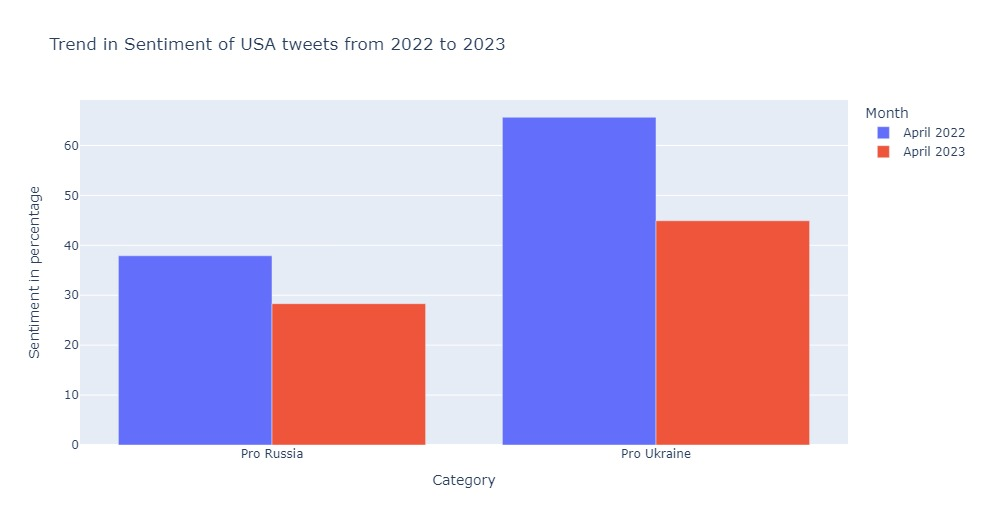 Trend in Sentiment of USA tweets from 2022 to 2023
Month
April 2022
April 2023
Sentiment in percentage
60
50
40
30
20
10
0
Pro Russia
Pro Ukraine
Category